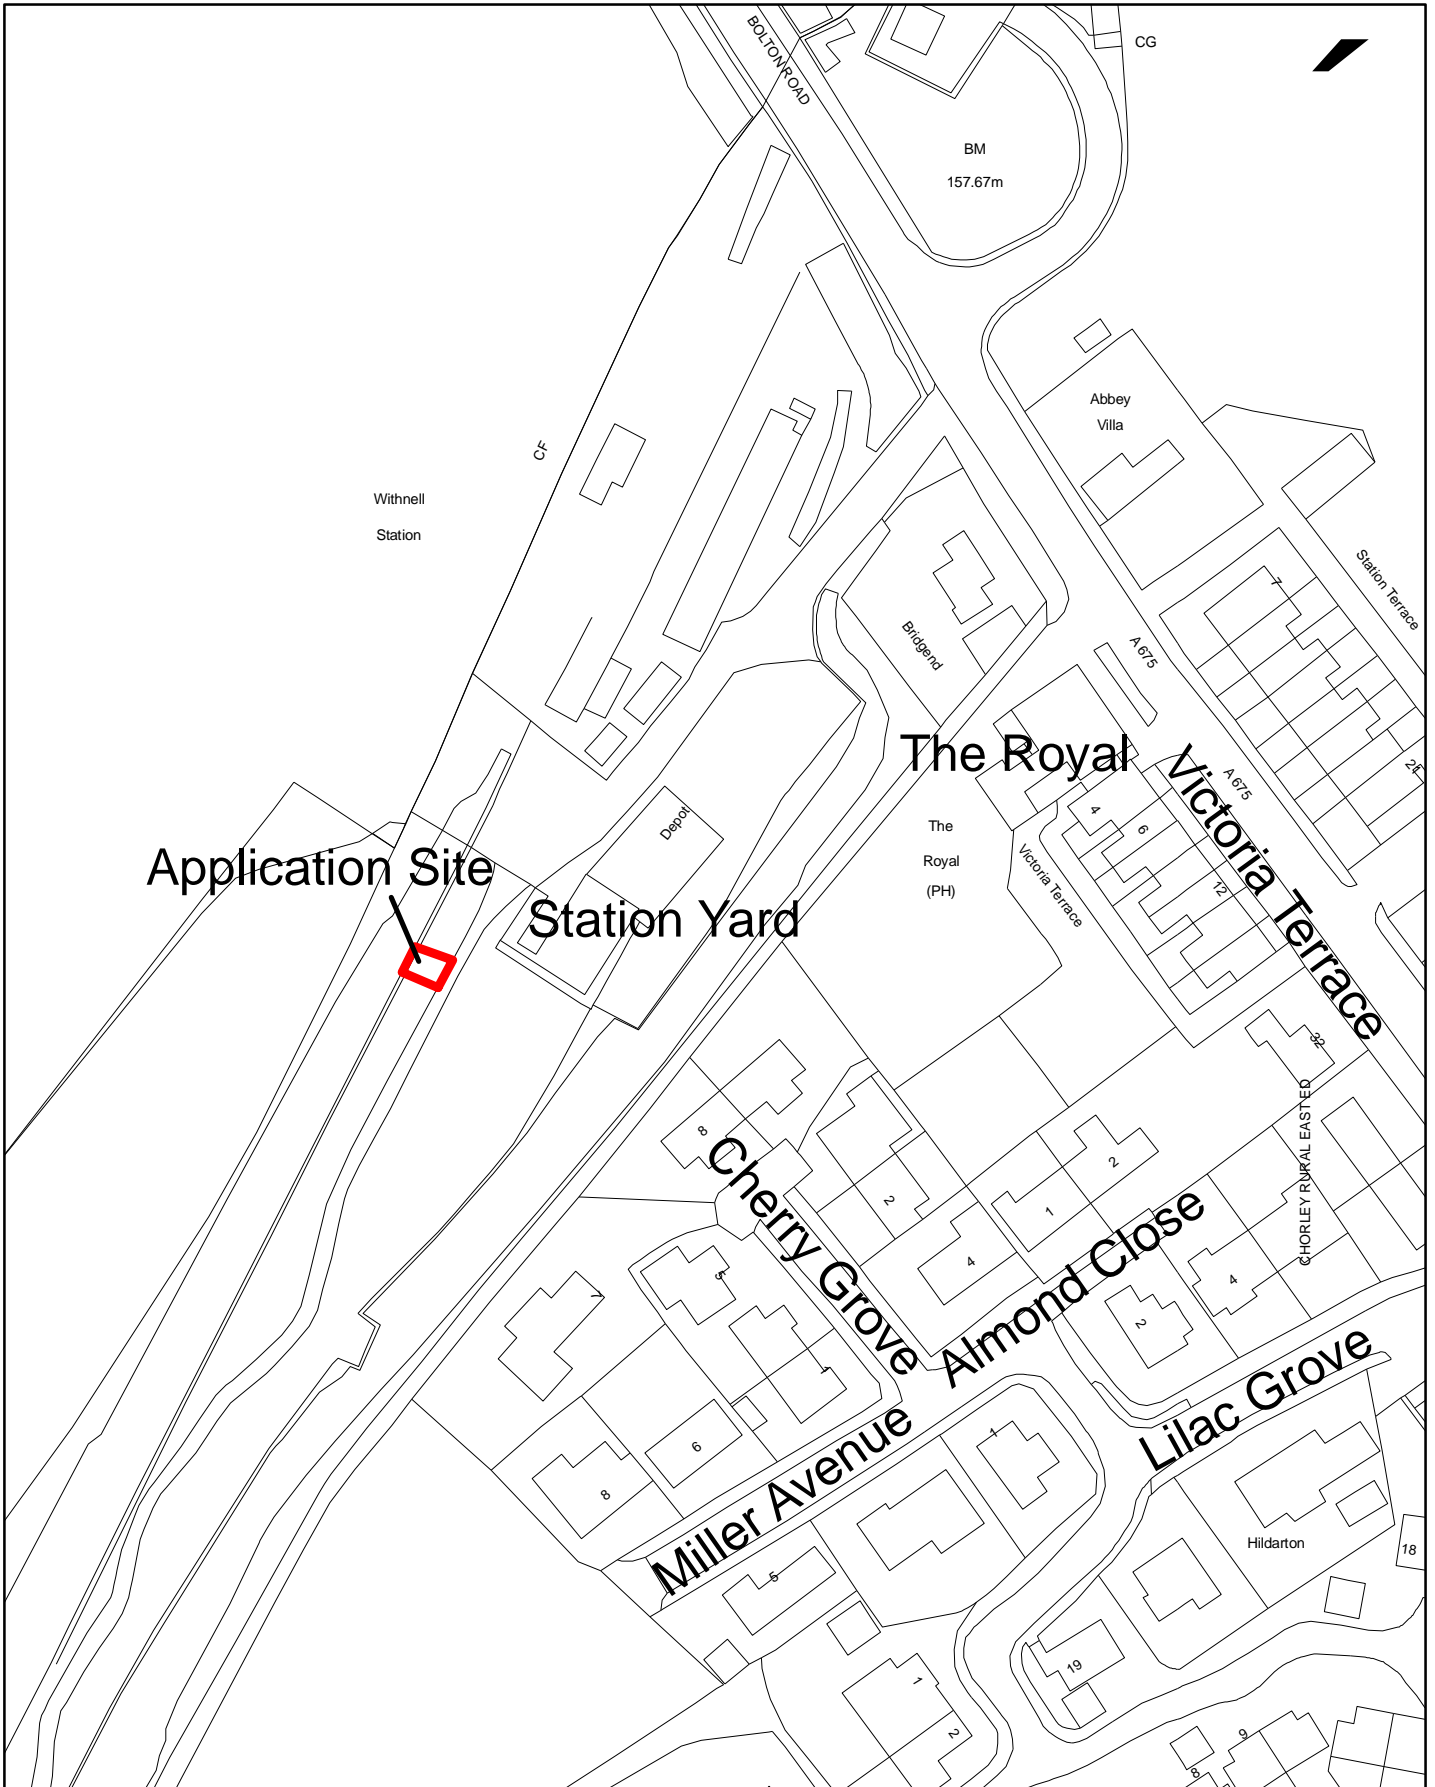 BOLTON ROAD
CG
BM
157.67m
Abbey
Villa
CF
Withnell
Station
Station Terrace
7
A 675
Bridgend
The Royal
Victoria Terrace
A 675
21
Depot
4
6
12
The
Royal
(PH)
Victoria Terrace
Application Site
Station Yard
32
CHORLEY RURAL EAST ED
8
Cherry Grove
2
2
1
4
Almond Close
4
2
5
7
1
Lilac Grove
Miller Avenue
6
8
1
Hildarton
18
5
19
1
2
9
8